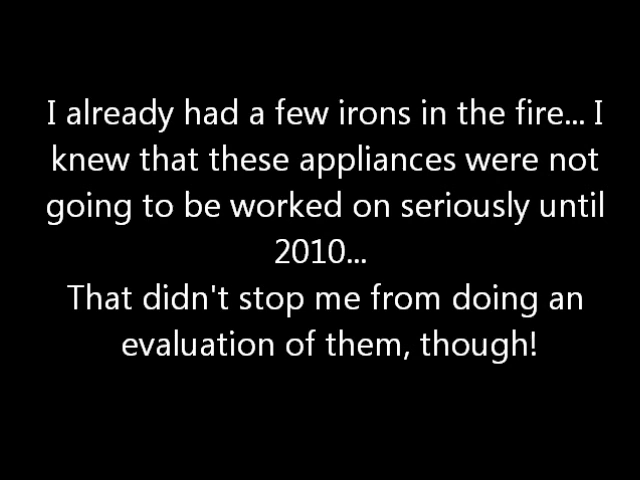 I already had a few irons in the fire... I
knew that these appliances were not
going to be worked on seriously until
2010...
That didn't stop me from doing an
evaluation of them, though!